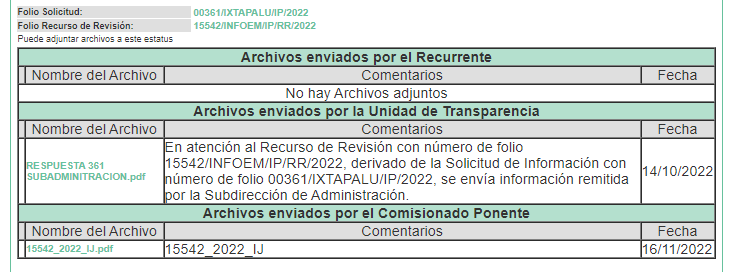 Folio Solicitud: 00361/IXTAPALU/IP/2022
Folio Recurso de Revisión: 15542/INFOEM/IP/RR/2022
Puede adjuntar archivos a este estatus
Archivos enviados por el Recurrente
Nombre del Archivo Comentarios Fecha
No hay Archivos adjuntos
Archivos enviados por la Unidad de Transparencia
Nombre del Archivo Comentarios Fecha
RESPUESTA 361
SUBADMINITRACION.pdf
En atención al Recurso de Revisión con número de folio
15542/INFOEM/IP/RR/2022, derivado de la Solicitud de Información con
número de folio 00361/IXTAPALU/IP/2022, se envía información remitida
por la Subdirección de Administración.
14/10/2022
Archivos enviados por el Comisionado Ponente
Nombre del Archivo Comentarios Fecha
15542_2022_IJ.pdf 15542_2022_IJ 16/11/2022